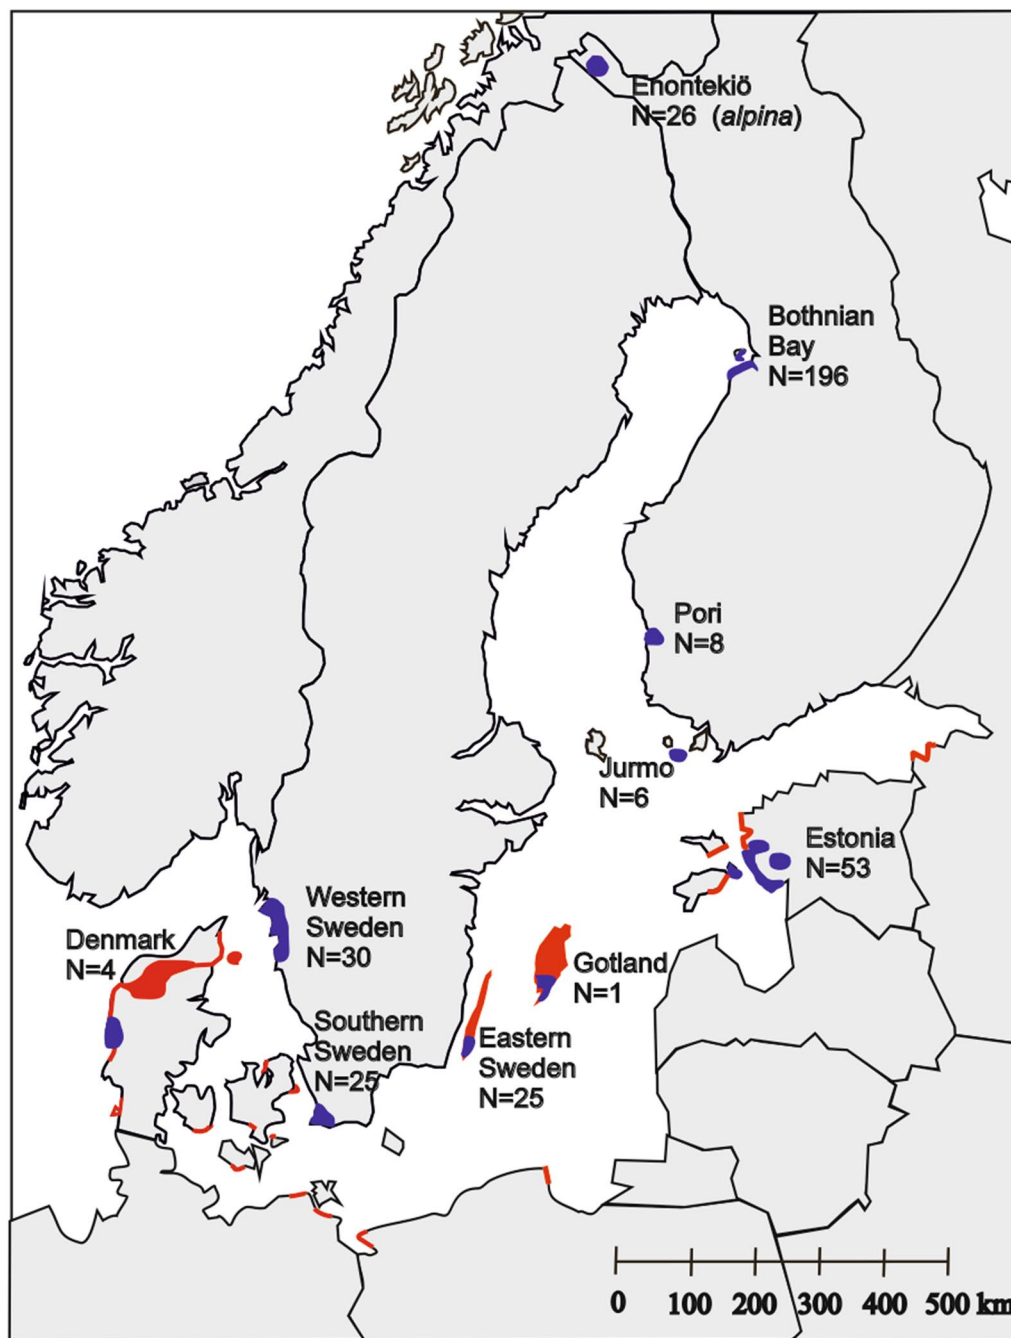 Enontekiö
N=26 (alpina)
Bothnian
Bay
N=196
Pori
N=8
Jurmo
N=6
Estonia
N=53
Western
Sweden
N=30
Denmark
N=4
Gotland
N=1
Southern
Sweden
N=25
Eastern
Sweden
N=25
0 100 200 300 400 500 km